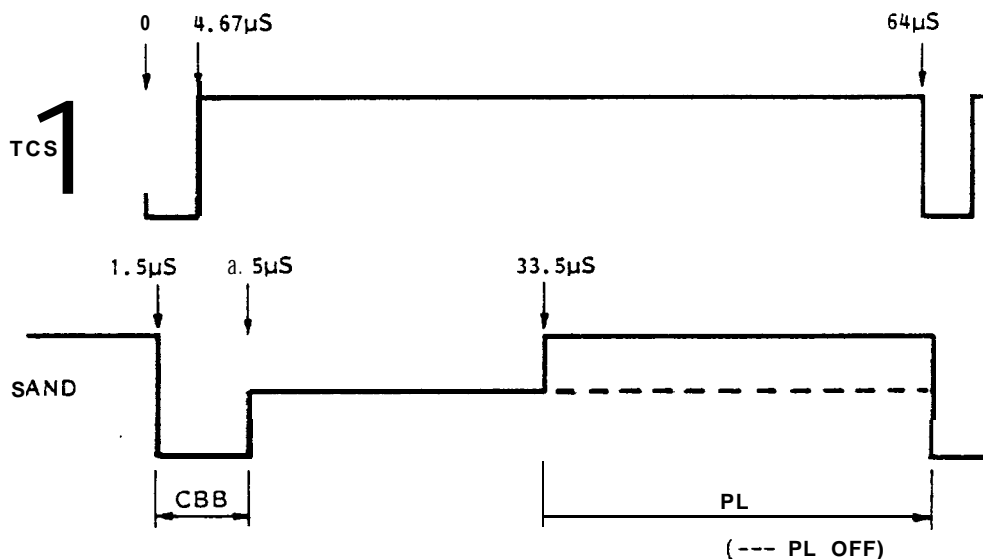 0 4.67µS 64µS
TCS 1
1.5µS a. 5µS 33.5µS
SAND
CBB PL
(--- PL OFF)